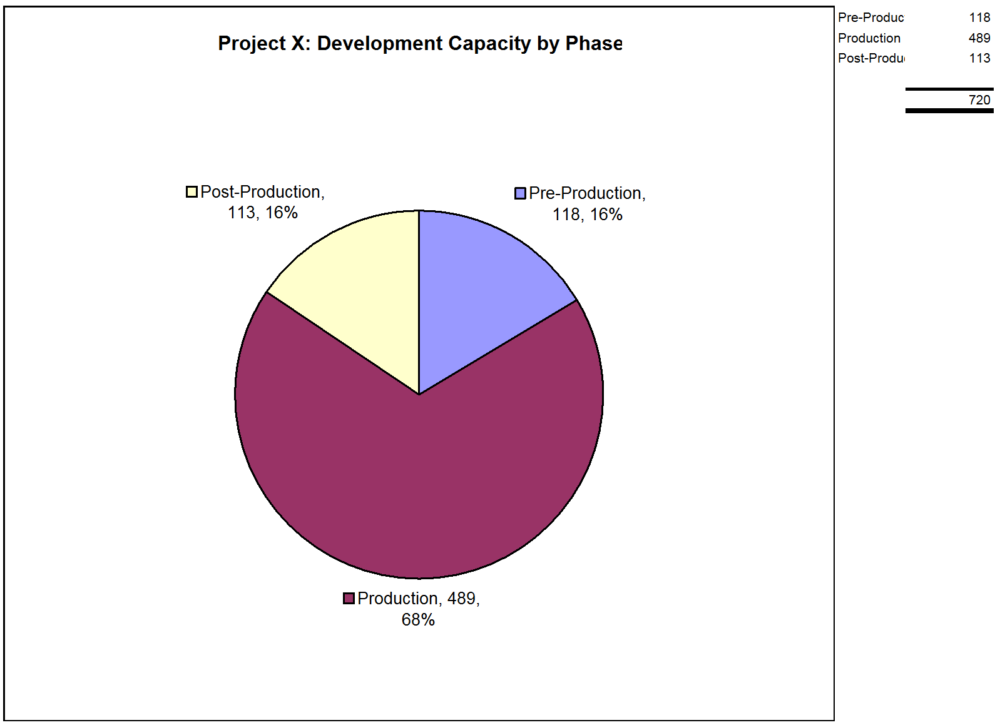 Project X: Development Capacity by Phase
Pre-Produc
118
Production
489
Post-Produ
113
720
Post-Production,
113, 16%
Pre-Production,
118, 16%
Production, 489,
68%